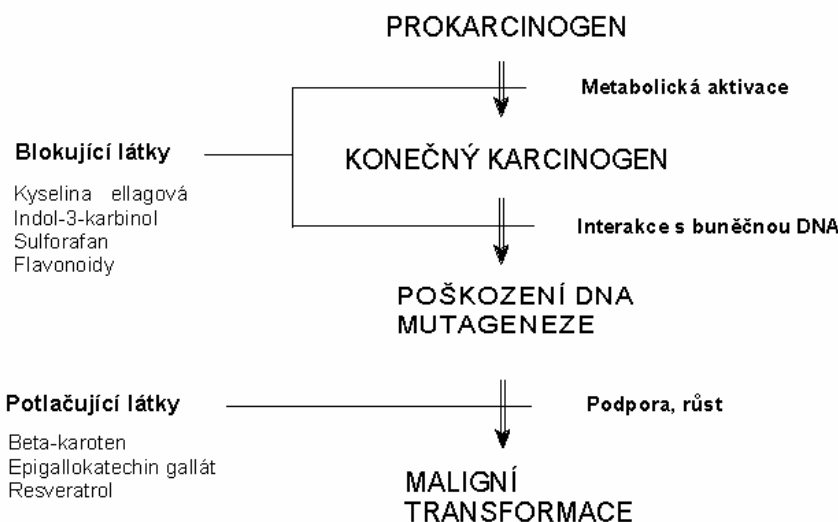 PROKARCINOGEN
Metabolická aktivace
Blokující látky
KONEČNÝ KARCINOGEN
Kyselina ellagová
Indol-3-karbinol
Sulforafan
Flavonoidy
Interakce s buněčnou DNA
POŠKOZENÍ DNA
MUTAGENEZE
Potlačující látky
Podpora, růst
Beta-karoten
Epigallokatechin gallát
Resveratrol
MALIGNÍ
TRANSFORMACE